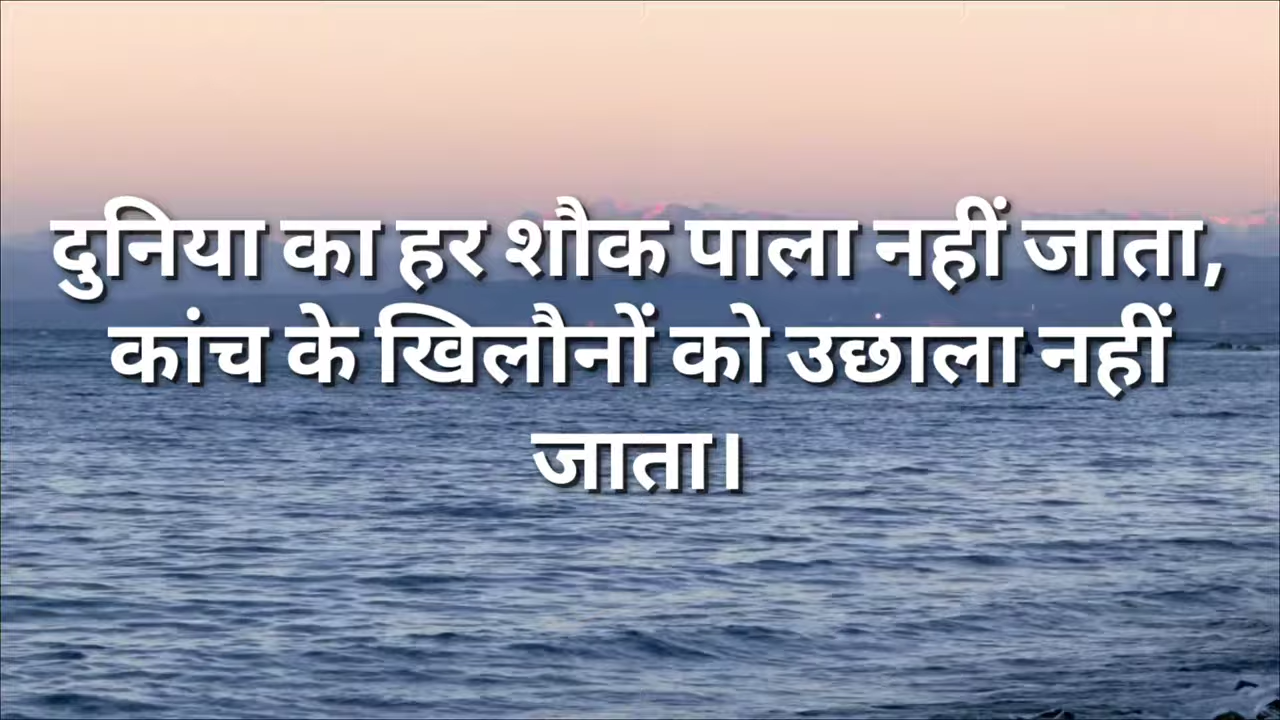 दुनिया का हर शौक पाला नहीं जाता,
कांच के खिलौनों को उछाला नहीं
जाता।